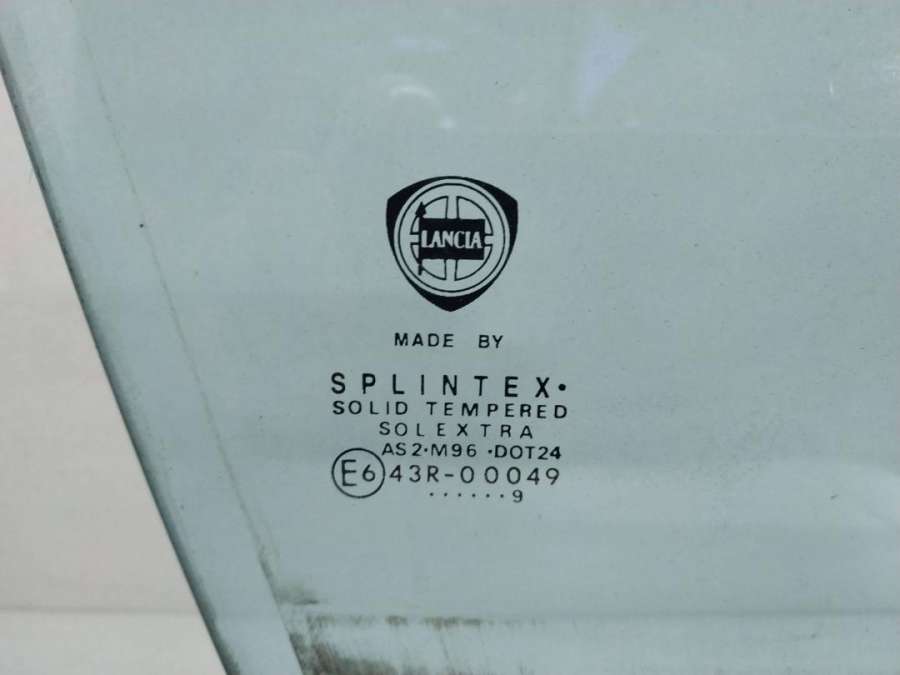 LANCIA
MADE BY
SPLINTEX•
SOLID TEMPERED
SOLEXTRA
AS2•M96 •DOT24
E6 43R-00049
••••••9